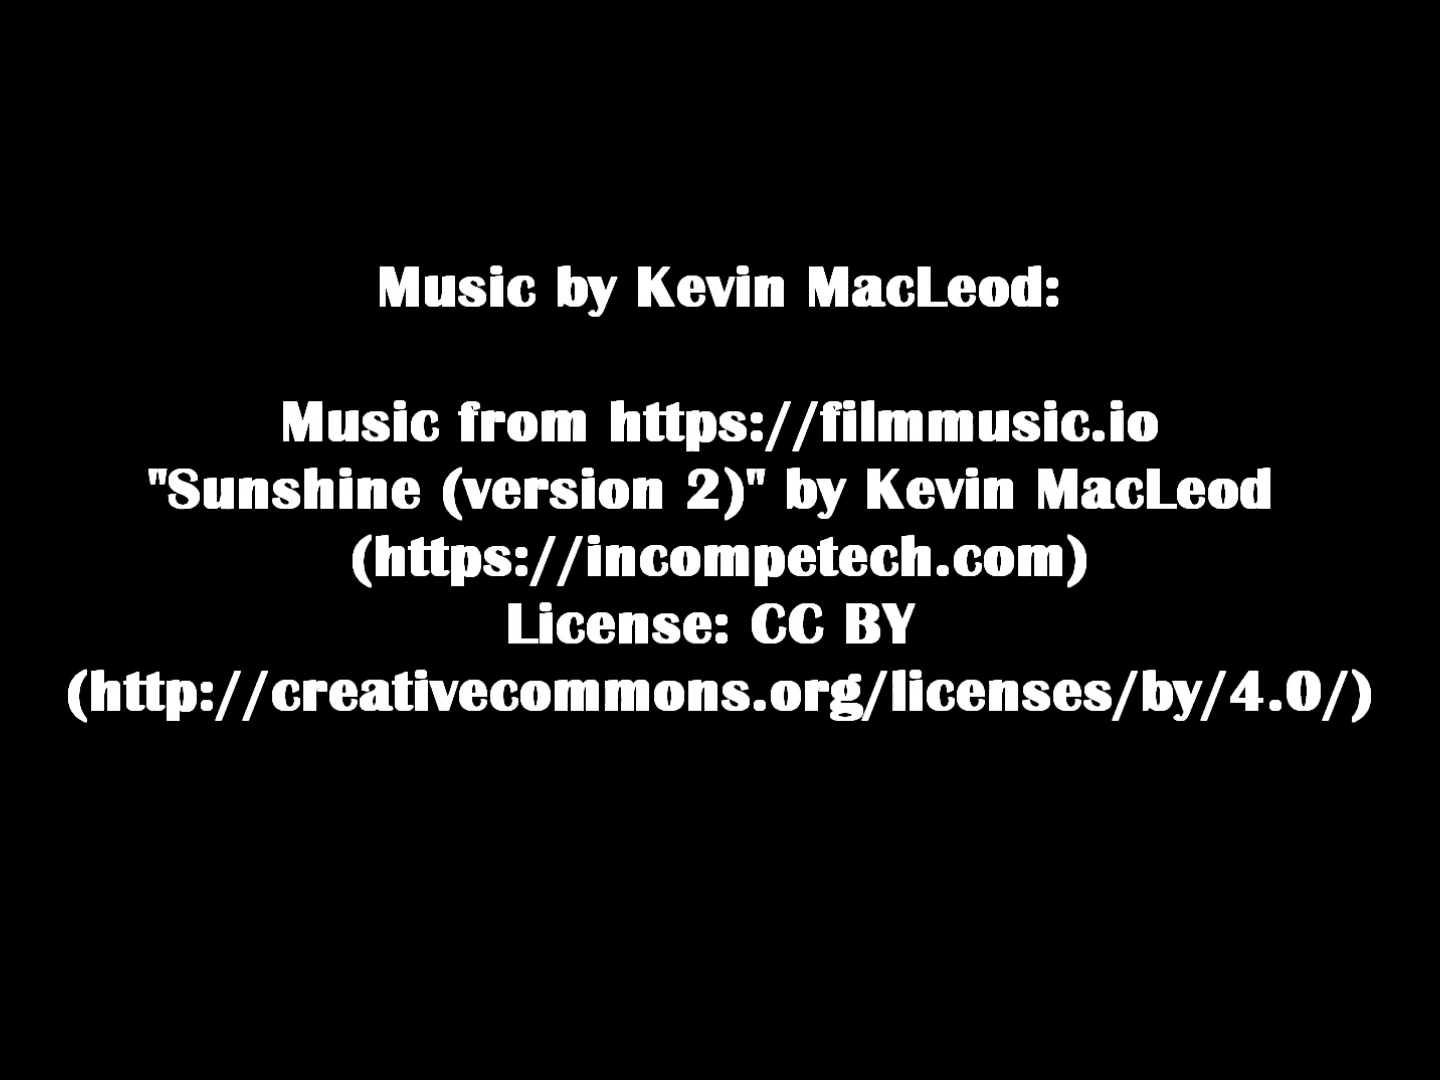 Music by Kevin MacLeod:
Music from https://filmmusic.io
"Sunshine (version 2)" by Kevin MacLeod
(https://incompetech.com)
License: CC BY
(http://creativecommons.org/licenses/by/4.0/)